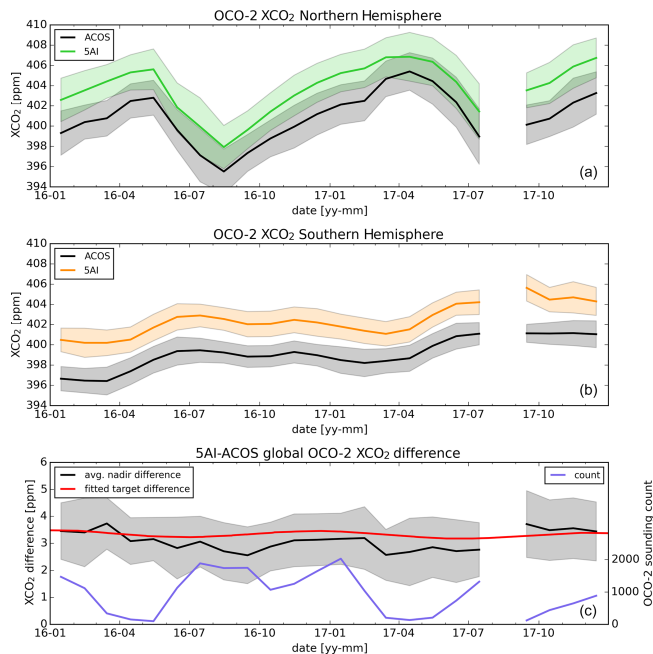 OCO-2 XCO2 Northern Hemisphere
410
408
406
404
402
400
398
396
394
XCO2 [ppm]
ACOS
5AI
(a)
16-01 16-04 16-07 16-10 17-01 17-04 17-07 17-10
date [yy-mm]
OCO-2 XCO2 Southern Hemisphere
410
408
406
404
402
400
398
396
394
XCO2 [ppm]
ACOS
5AI
(b)
16-01 16-04 16-07 16-10 17-01 17-04 17-07 17-10
date [yy-mm]
5AI-ACOS global OCO-2 XCO2 difference
6
5
4
3
2
1
0
XCO2 difference [ppm]
avg. nadir difference
fitted target difference
count
2000
1000
0
OCO-2 sounding count
(c)
16-01 16-04 16-07 16-10 17-01 17-04 17-07 17-10
date [yy-mm]